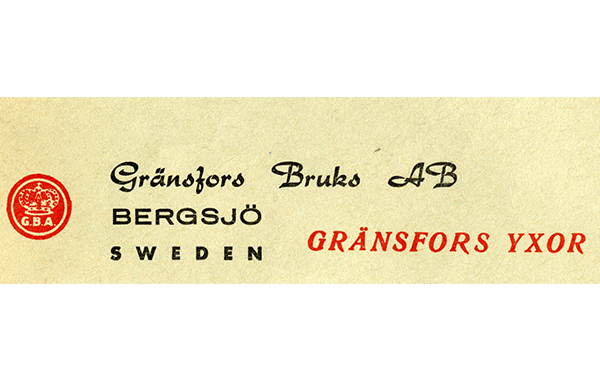 G.B.A.
Gränsfors Bruks AB
BERGSJÖ
SWEDEN
GRÄNSFORS YXOR